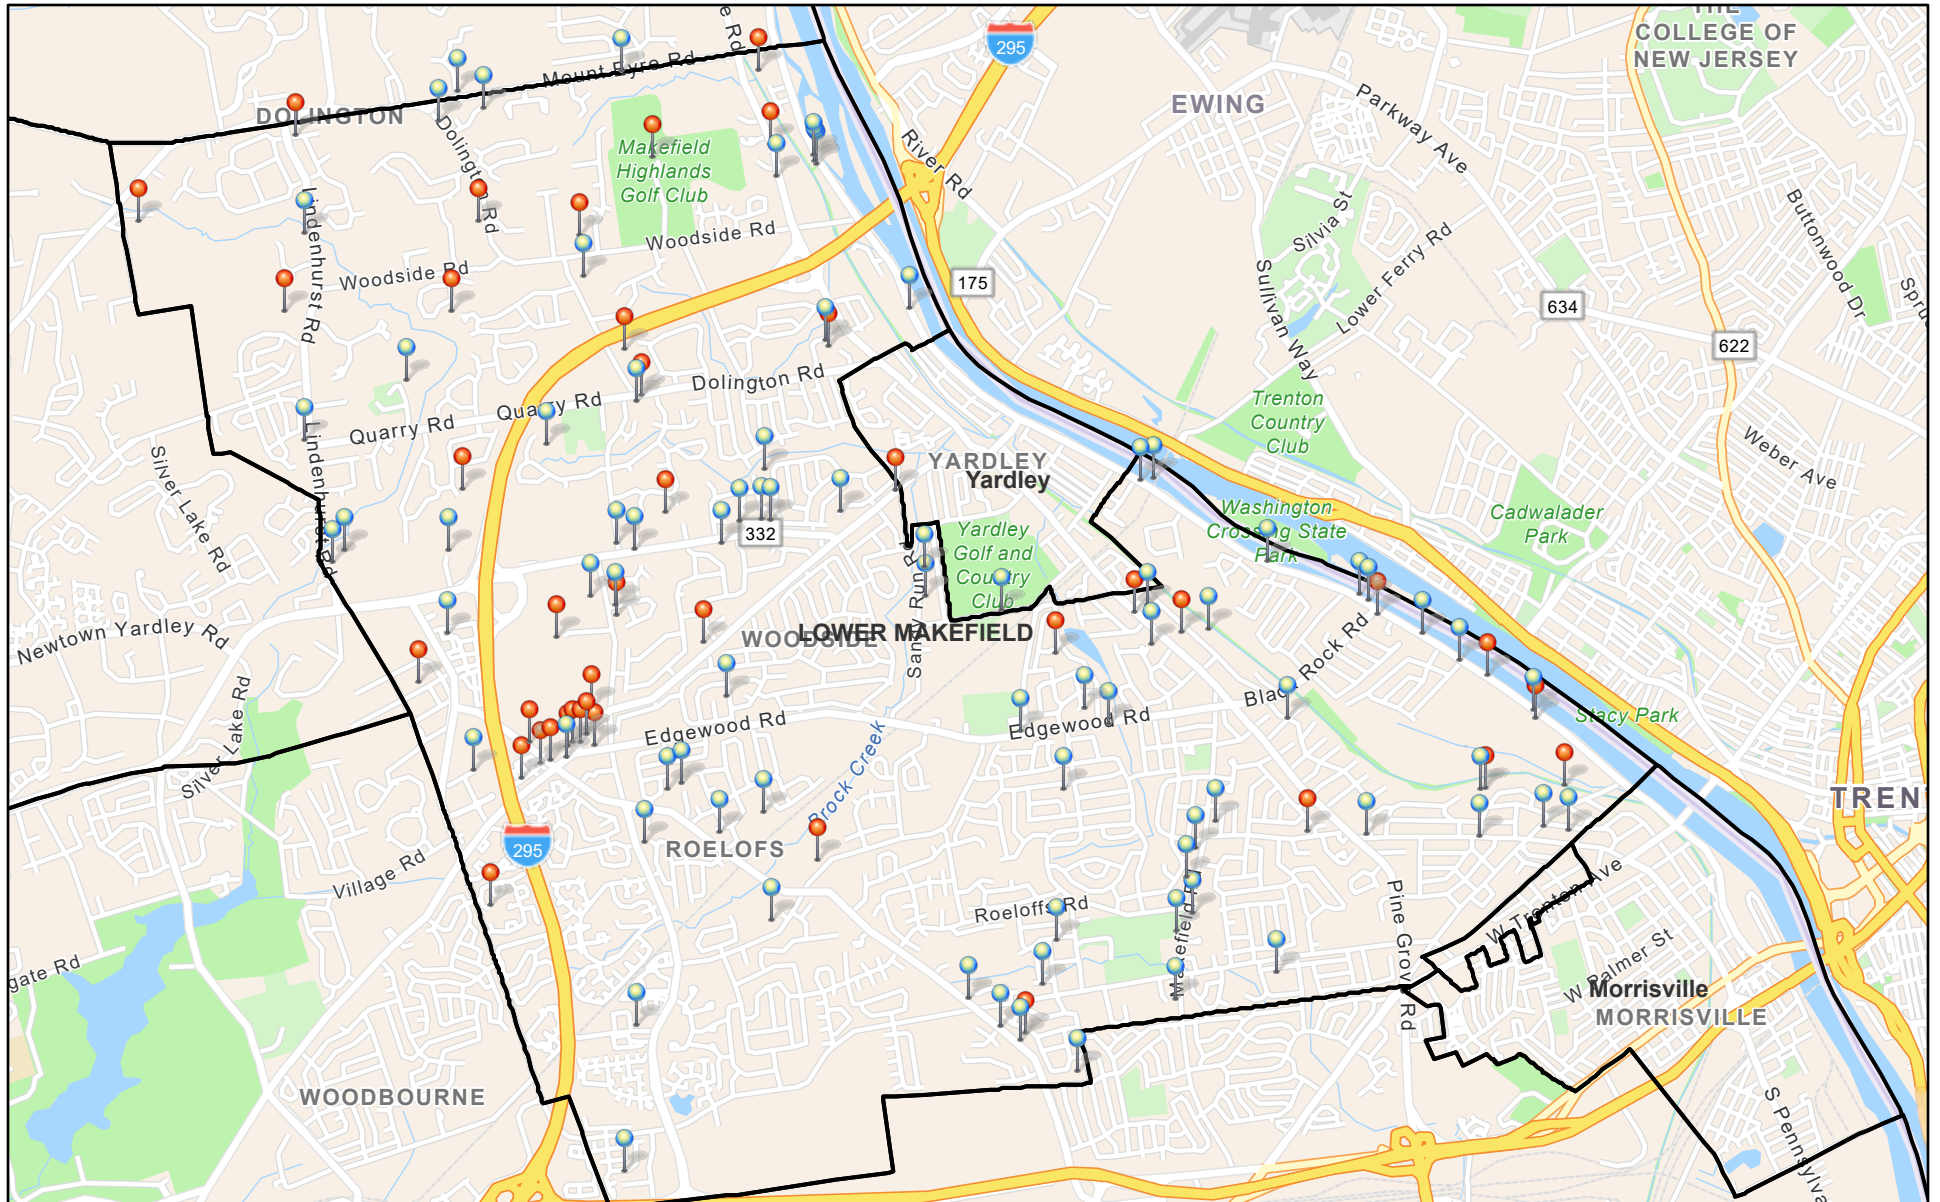 THE
COLLEGE OF
NEW JERSEY
e Rd
295
Mount Eyre Rd
DOLINGTON
EWING
Parkway Ave
Dolington Rd
Makefield
Highlands
Golf Club
River Rd
Lindenhurst Rd
Woodside Rd
Silvia St
Buttonwood Dr
Woodside Rd
Lower Ferry Rd
175
Sullivan Way
634
Spru
622
Dolington Rd
Quarry Rd
Quarry Rd
Trenton
Country
Club
Silver Lake Rd
Lindenhurst Rd
YARDLEY
Yardley
Weber Ave
332
Washington
Crossing State
Park
Cadwalader
Park
Yardley
Golf and
Country
Club
Sandy Run Rd
Newtown Yardley Rd
WOODSIDE
LOWER MAKEFIELD
Black Rock Rd
Silver Lake Rd
Edgewood Rd
Edgewood Rd
Stacy Park
Brock Creek
TREN
295
ROELOFS
Village Rd
Roeloffs Rd
Makefield Rd
Pine Grove Rd
W Trenton Ave
W Palmer St
gate Rd
Morrisville
MORRISVILLE
WOODBOURNE
S Pennsylva